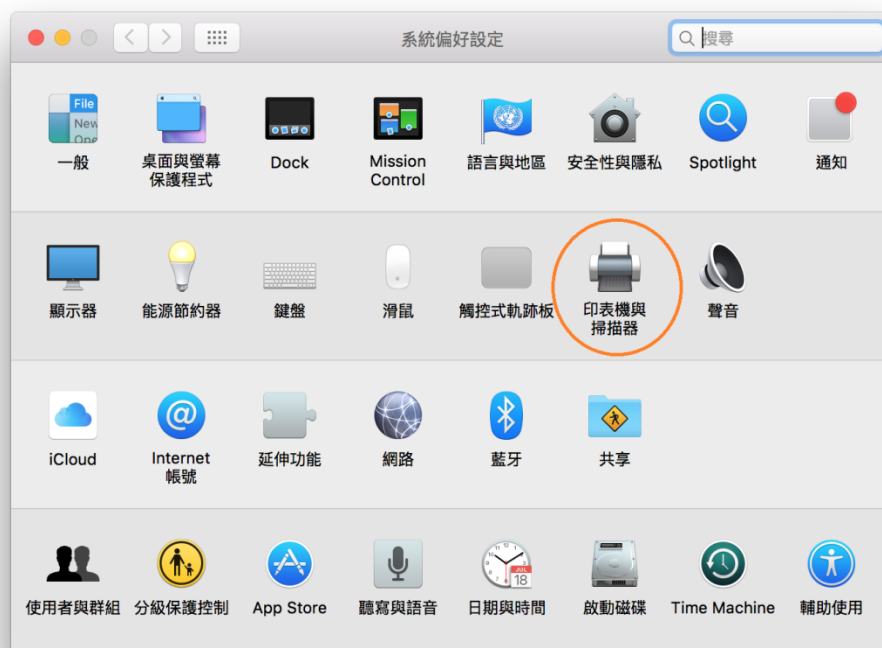 系統偏好設定
搜尋
File
New
Ope
一般
桌面與螢幕
保護程式
Dock
Mission
Control
語言與地區
安全性與隱私
Spotlight
通知
顯示器
能源節約器
鍵盤
滑鼠
觸控式軌跡板
印表機與
掃描器
聲音
iCloud
@
Internet
帳號
延伸功能
網路
藍牙
共享
使用者與群組
分級保護控制
App Store
聽寫與語音
JUL
18
日期與時間
啟動磁碟
Time Machine
輔助使用